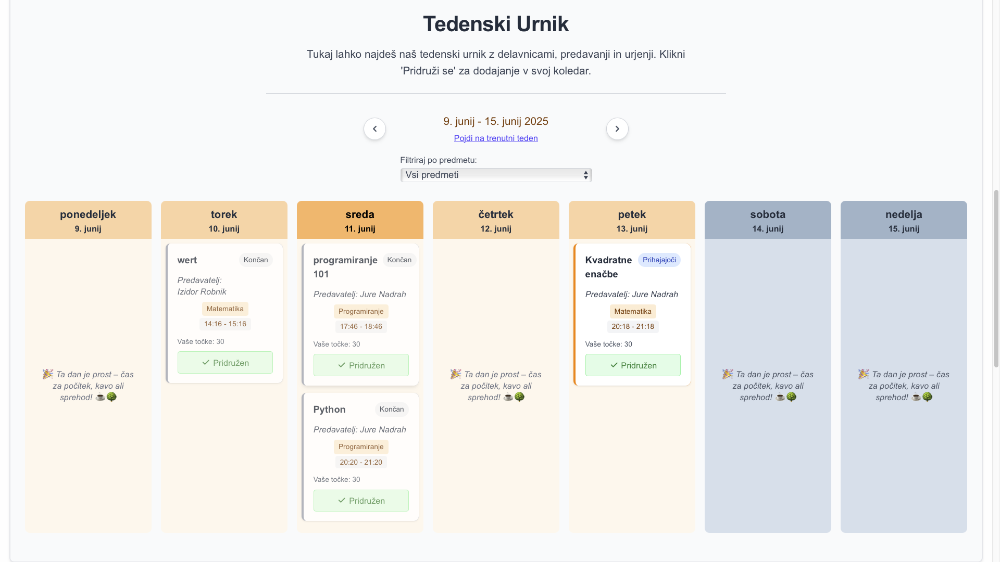 Tedenski Urnik
Tukaj lahko najdeš naš tedenski urnik z delavnicami, predavanji in urjenji. Klikni
'Pridruži se' za dodajanje v svoj koledar.
9. junij - 15. junij 2025
Pojdi na trenutni teden
Filtriraj po predmetu:
Vsi predmeti
ponedeljek
9. junij
🎉 Ta dan je prost – čas
za počitek, kavo ali
sprehod! ☕🌳
torek
10. junij
wert
Končan
Predavatelj:
Izidor Robnik
Matematika
14:16 - 15:16
Vaše točke: 30
Pridružen
sreda
11. junij
programiranje
101
Končan
Predavatelj: Jure Nadrah
Programiranje
17:46 - 18:46
Vaše točke: 30
Pridružen
Python
Končan
Predavatelj: Jure Nadrah
Programiranje
20:20 - 21:20
Vaše točke: 30
Pridružen
četrtek
12. junij
🎉 Ta dan je prost – čas
za počitek, kavo ali
sprehod! ☕🌳
petek
13. junij
Kvadratne
enačbe
Prihajajoči
Predavatelj: Jure Nadrah
Matematika
20:18 - 21:18
Vaše točke: 30
Pridružen
sobota
14. junij
🎉 Ta dan je prost – čas
za počitek, kavo ali
sprehod! ☕🌳
nedelja
15. junij
🎉 Ta dan je prost – čas
za počitek, kavo ali
sprehod! ☕🌳